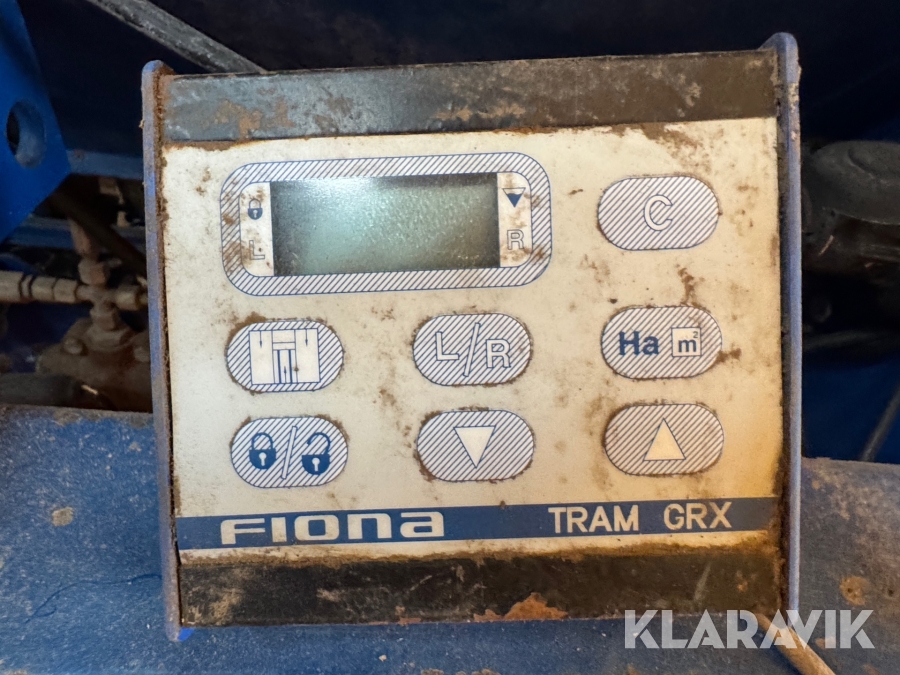 L R
C
L/R
Ha m²
FIONA TRAM GRX
KLARAVIK